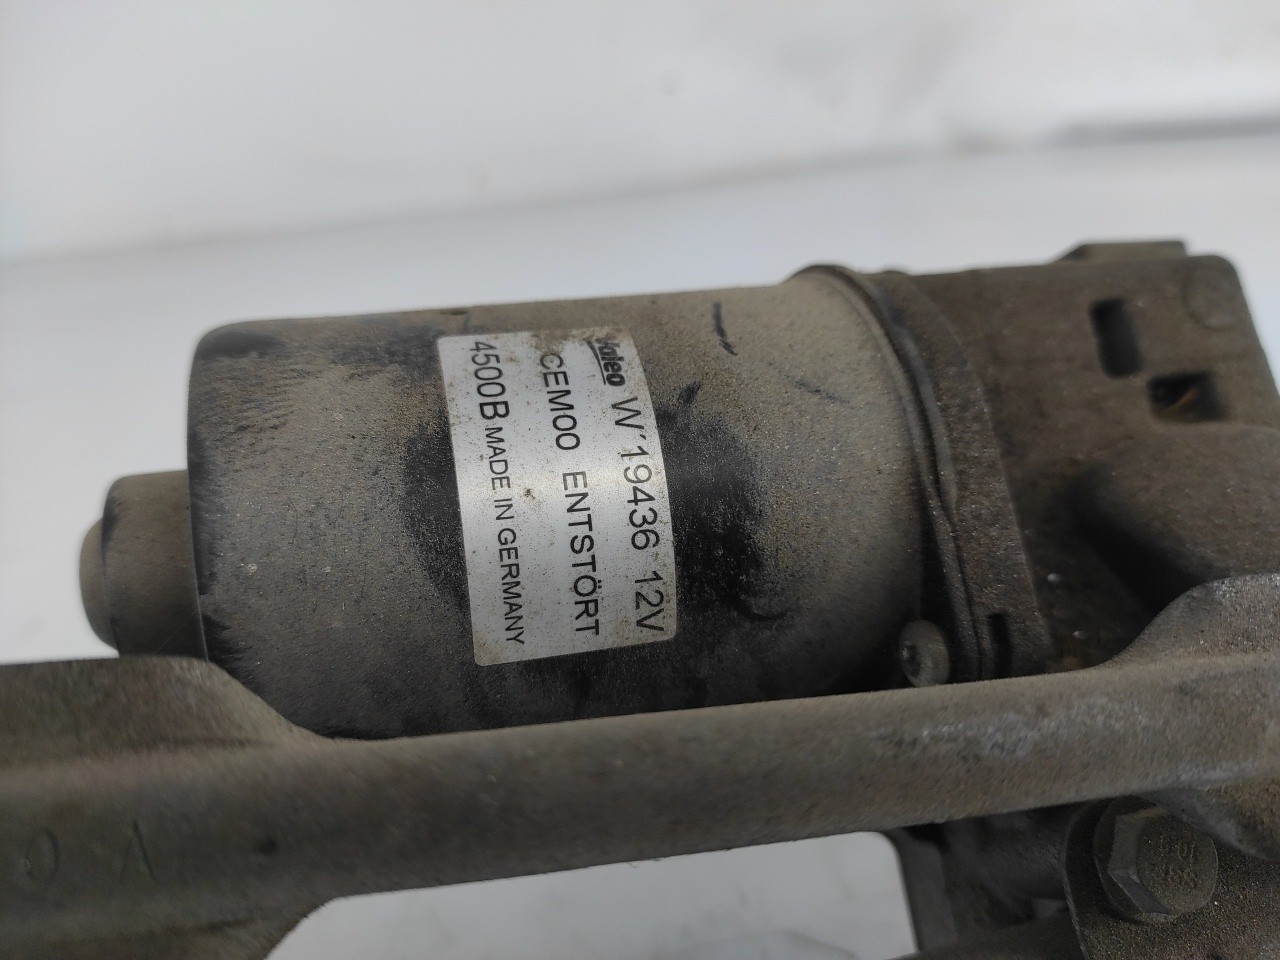 Valeo W'19436 12V
CEM00 ENTSTÖRT
4500B MADE IN GERMANY